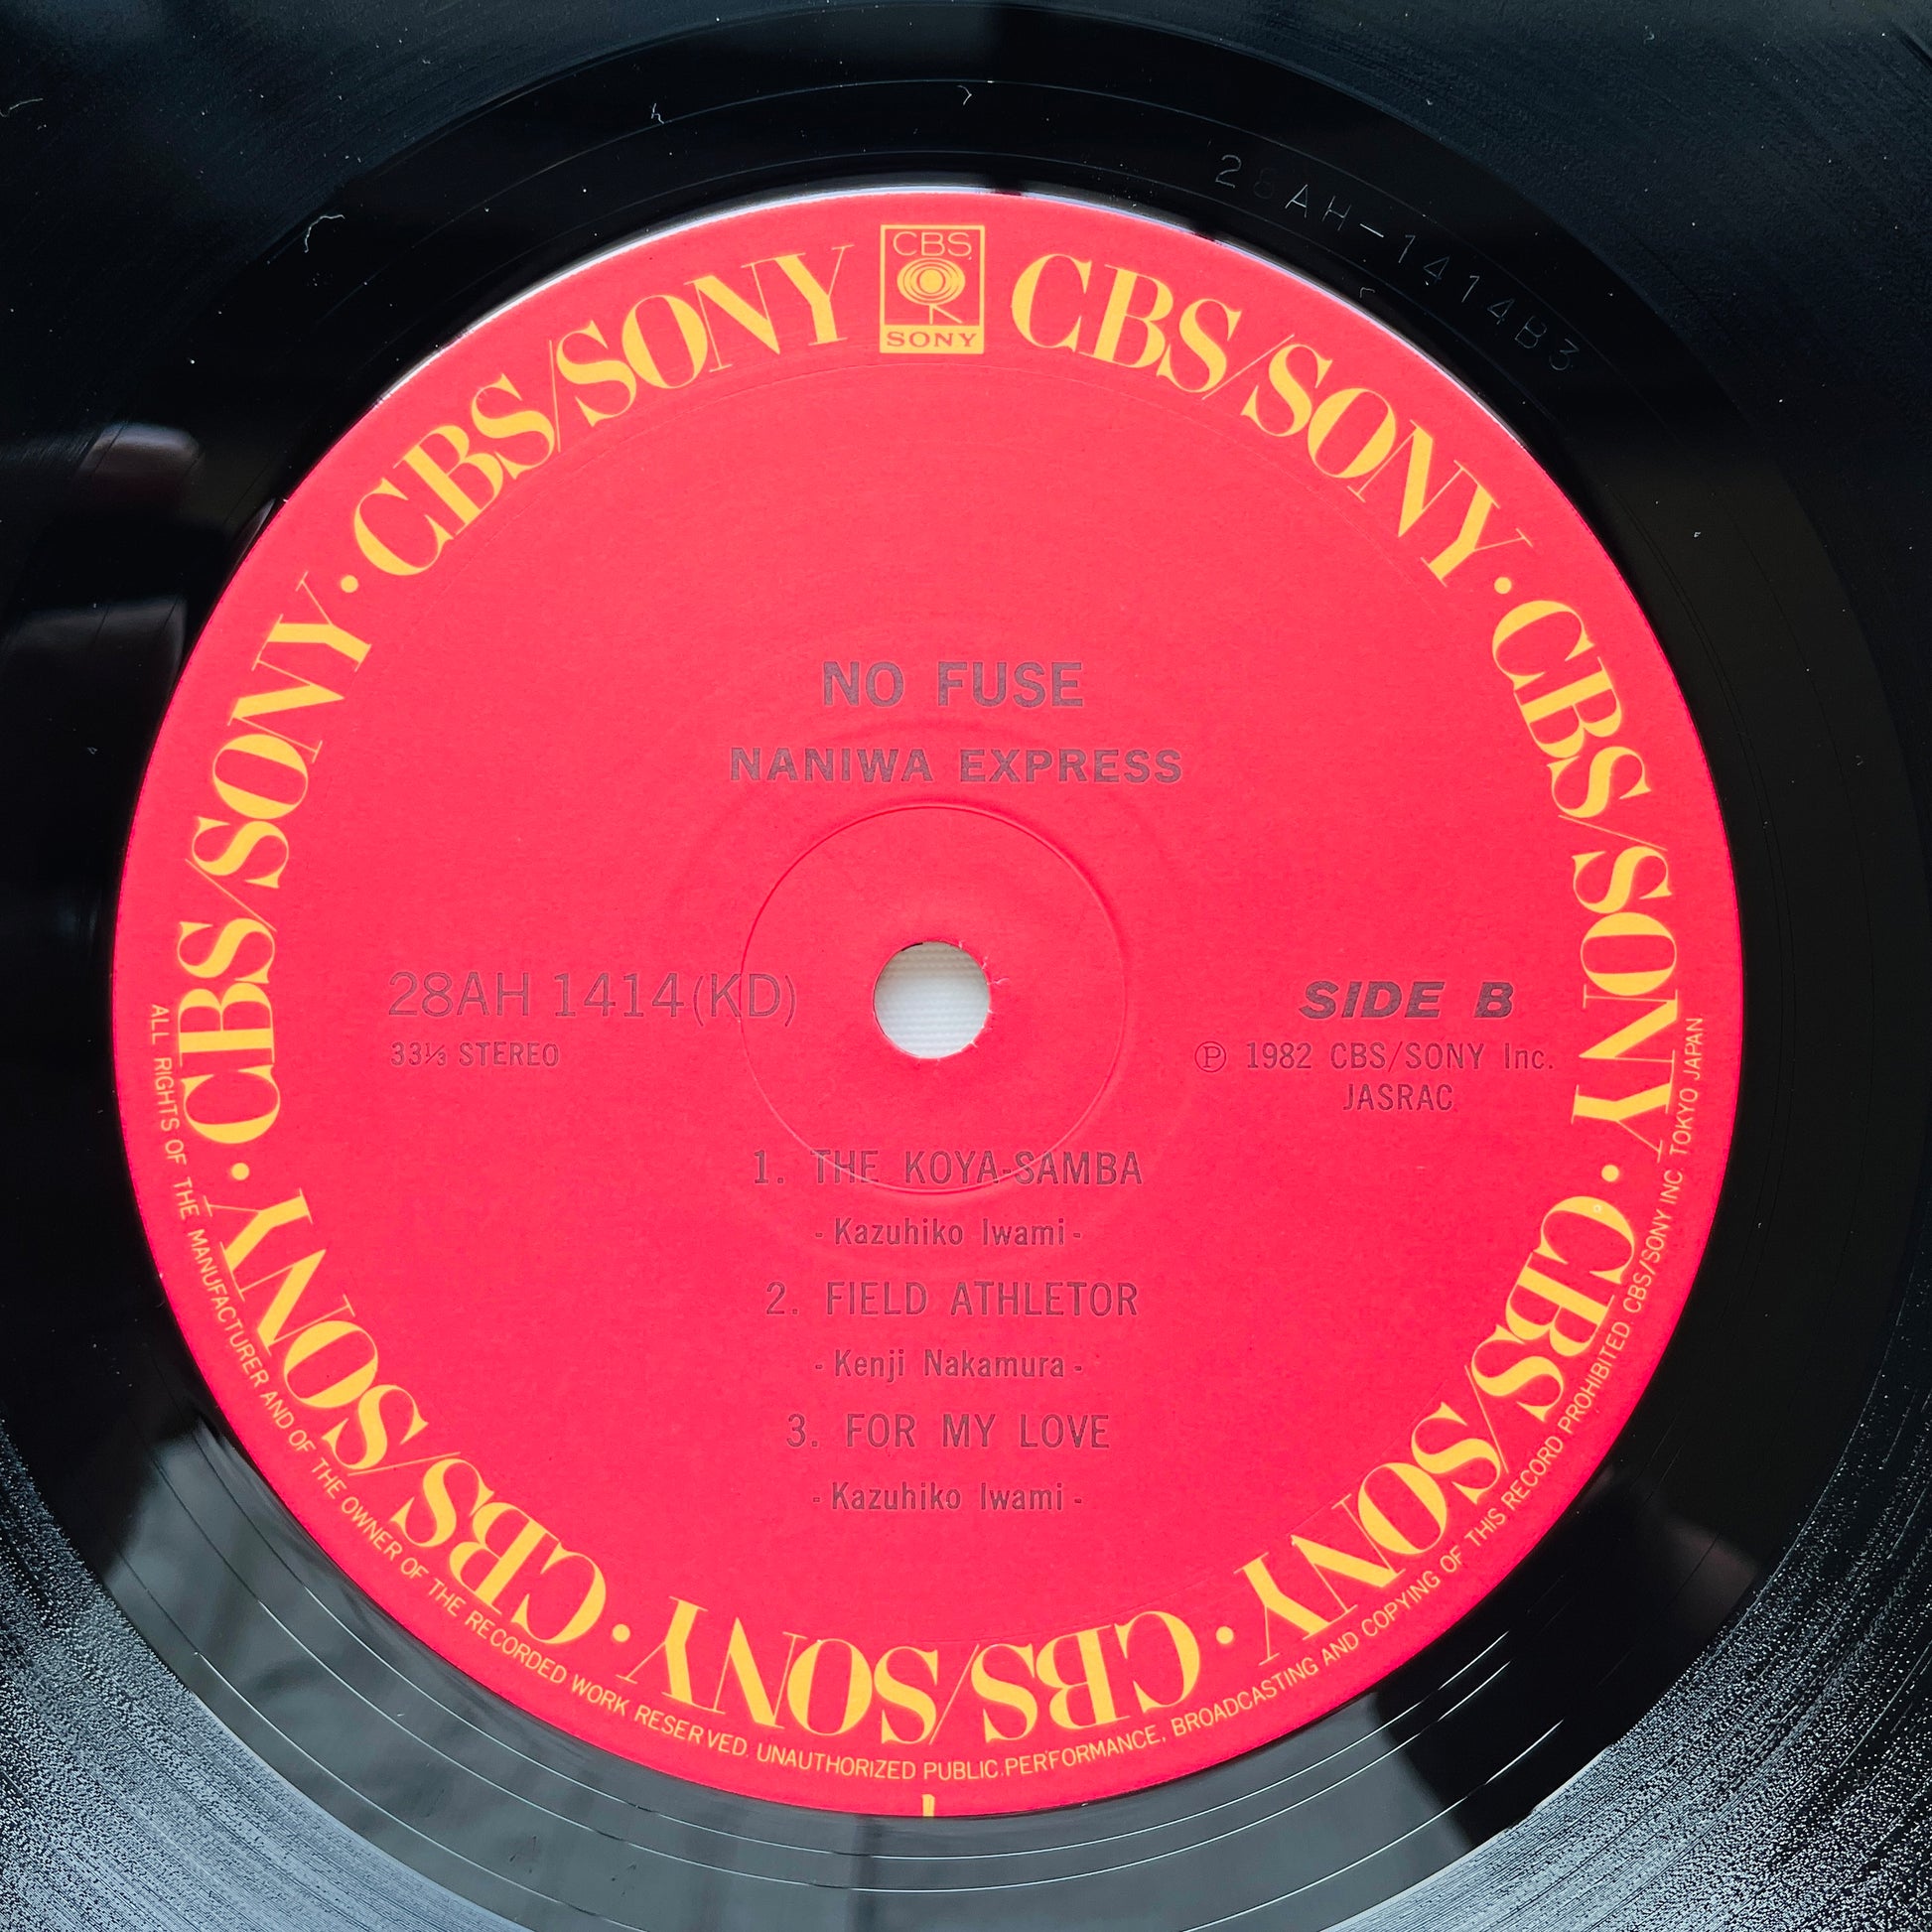 28AH-1414B3
CBS
SONY
CBS/SONY · CBS/SONY · CBS/SONY · CBS/SONY · CBS/SONY · CBS/SONY · CBS/SONY · CBS/SONY
NO FUSE
NANIWA EXPRESS
28AH 1414(KD)
33⅓ STEREO
SIDE B
Ⓟ 1982 CBS/SONY Inc.
JASRAC
1. THE KOYA-SAMBA
- Kazuhiko Iwami -
2. FIELD ATHLETOR
- Kenji Nakamura -
3. FOR MY LOVE
- Kazuhiko Iwami -
ALL RIGHTS OF THE MANUFACTURER AND OF THE OWNER OF THE RECORDED WORK RESERVED. UNAUTHORIZED PUBLIC PERFORMANCE, BROADCASTING AND COPYING OF THIS RECORD PROHIBITED CBS/SONY INC. TOKYO JAPAN